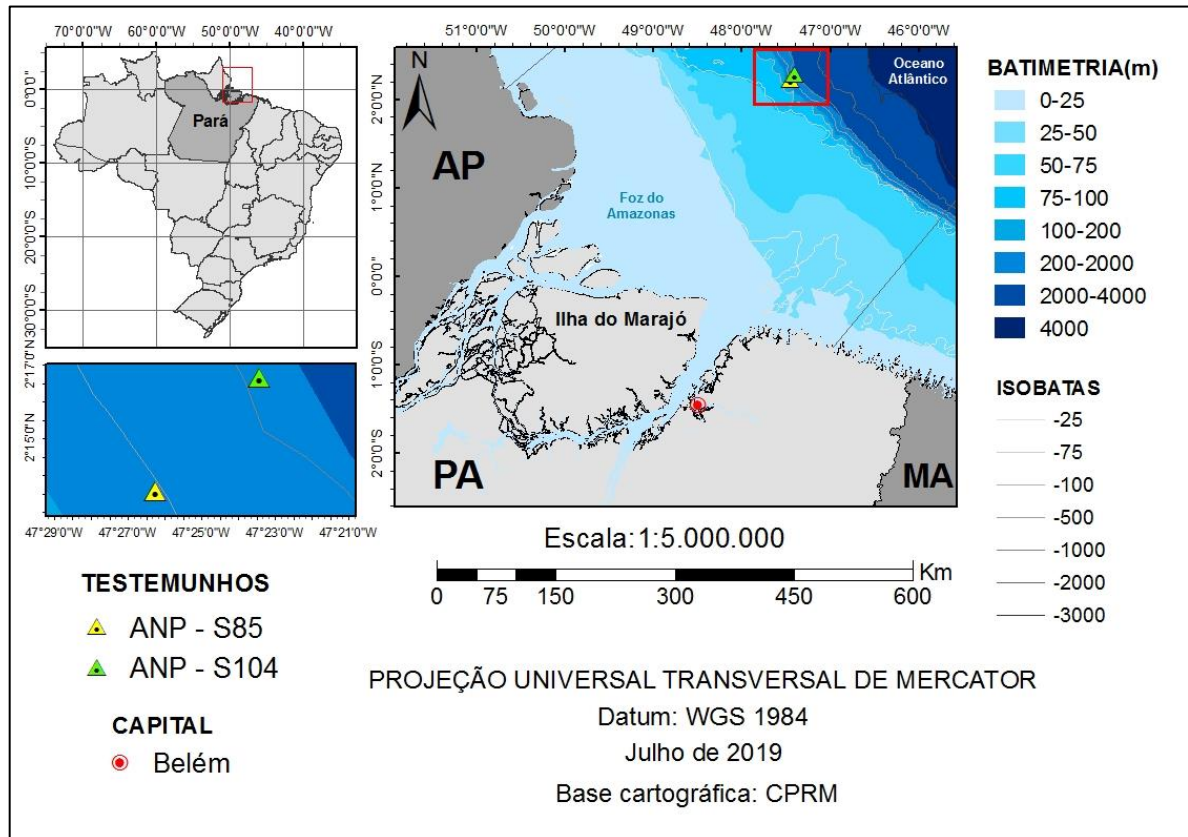 70°0'0"W 60°0'0"W 50°0'0"W 40°0'0"W
0°0'0"
10°0'0"S
20°0'0"S
30°0'0"S
N
Pará
2°17'0"N
2°15'0"N
47°29'0"W 47°27'0"W 47°25'0"W 47°23'0"W 47°21'0"W
TESTEMUNHOS
ANP - S85
ANP - S104
CAPITAL
Belém
51°0'0"W 50°0'0"W 49°0'0"W 48°0'0"W 47°0'0"W 46°0'0"W
2°0'0"N
1°0'0"N
0°0'0"
1°0'0"S
2°0'0"S
N
Oceano
Atlântico
AP
Foz do
Amazonas
Ilha do Marajó
PA
MA
Escala: 1:5.000.000
Km
0 75 150 300 450 600
PROJEÇÃO UNIVERSAL TRANSVERSAL DE MERCATOR
Datum: WGS 1984
Julho de 2019
Base cartográfica: CPRM
BATIMETRIA(m)
0-25
25-50
50-75
75-100
100-200
200-2000
2000-4000
4000
ISOBATAS
-25
-75
-100
-500
-1000
-2000
-3000